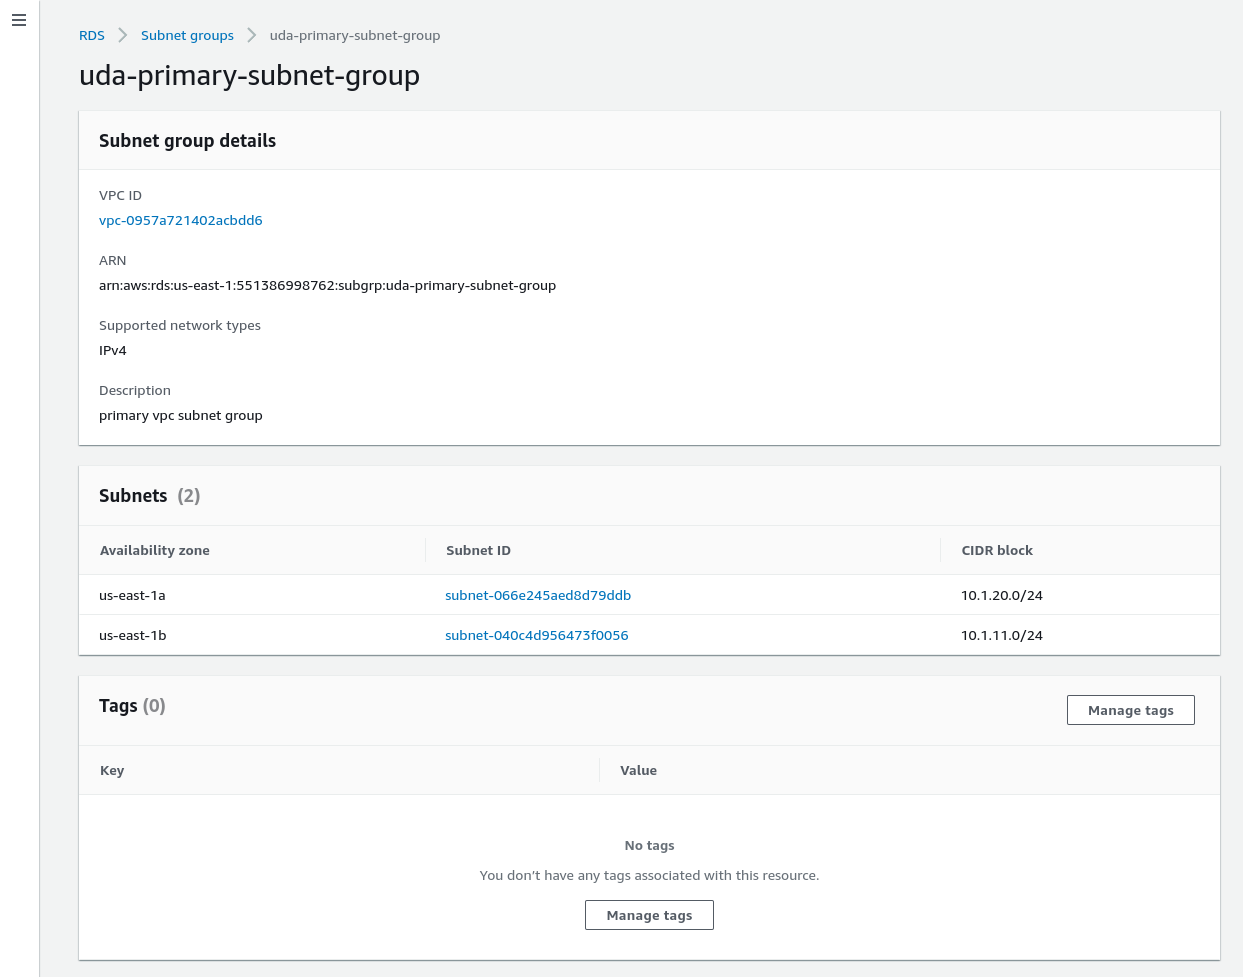 RDS Subnet groups uda-primary-subnet-group
uda-primary-subnet-group
Subnet group details
VPC ID
vpc-0957a721402acbdd6
ARN
arn:aws:rds:us-east-1:551386998762:subgrp:uda-primary-subnet-group
Supported network types
IPv4
Description
primary vpc subnet group
Subnets (2)
Availability zone Subnet ID CIDR block
us-east-1a subnet-066e245aed8d79ddb 10.1.20.0/24
us-east-1b subnet-040c4d956473f0056 10.1.11.0/24
Tags (0) Manage tags
Key Value
No tags
You don't have any tags associated with this resource.
Manage tags